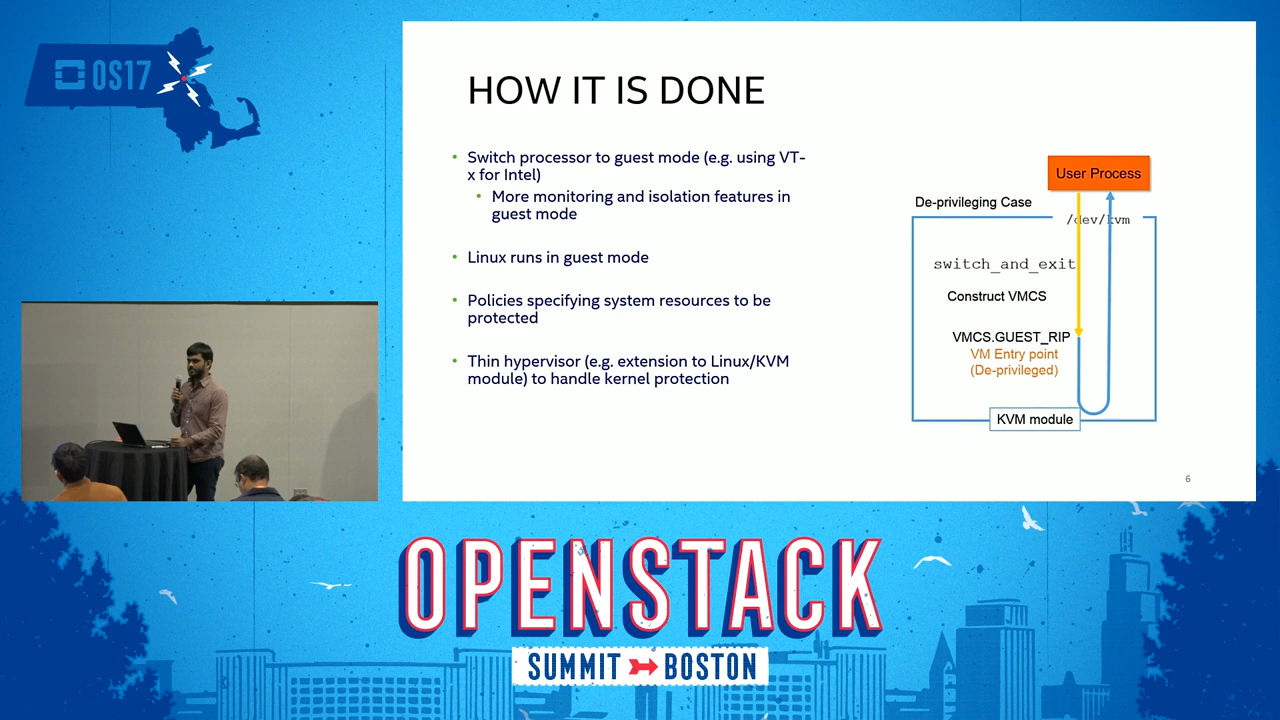 OS17
HOW IT IS DONE
• Switch processor to guest mode (e.g. using VT-
x for Intel)
• More monitoring and isolation features in
guest mode
• Linux runs in guest mode
• Policies specifying system resources to be
protected
• Thin hypervisor (e.g. extension to Linux/KVM
module) to handle kernel protection
User Process
De-privileging Case
/dev/kvm
switch_and_exit
Construct VMCS
VMCS.GUEST_RIP
VM Entry point
(De-privileged)
KVM module
6
OPENSTACK
SUMMIT BOSTON